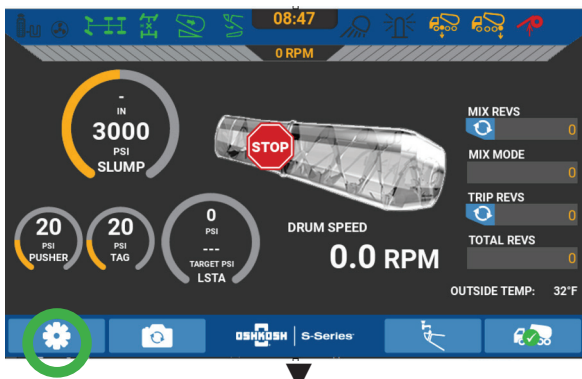 08:47
0 RPM
-
IN
3000
PSI
SLUMP
STOP
MIX REVS
0
MIX MODE
0
TRIP REVS
0
TOTAL REVS
0
20
PSI
PUSHER
20
PSI
TAG
0
PSI
---
TARGET PSI
LSTA
DRUM SPEED
0.0 RPM
OUTSIDE TEMP: 32°F
OSHKOSH S-Series